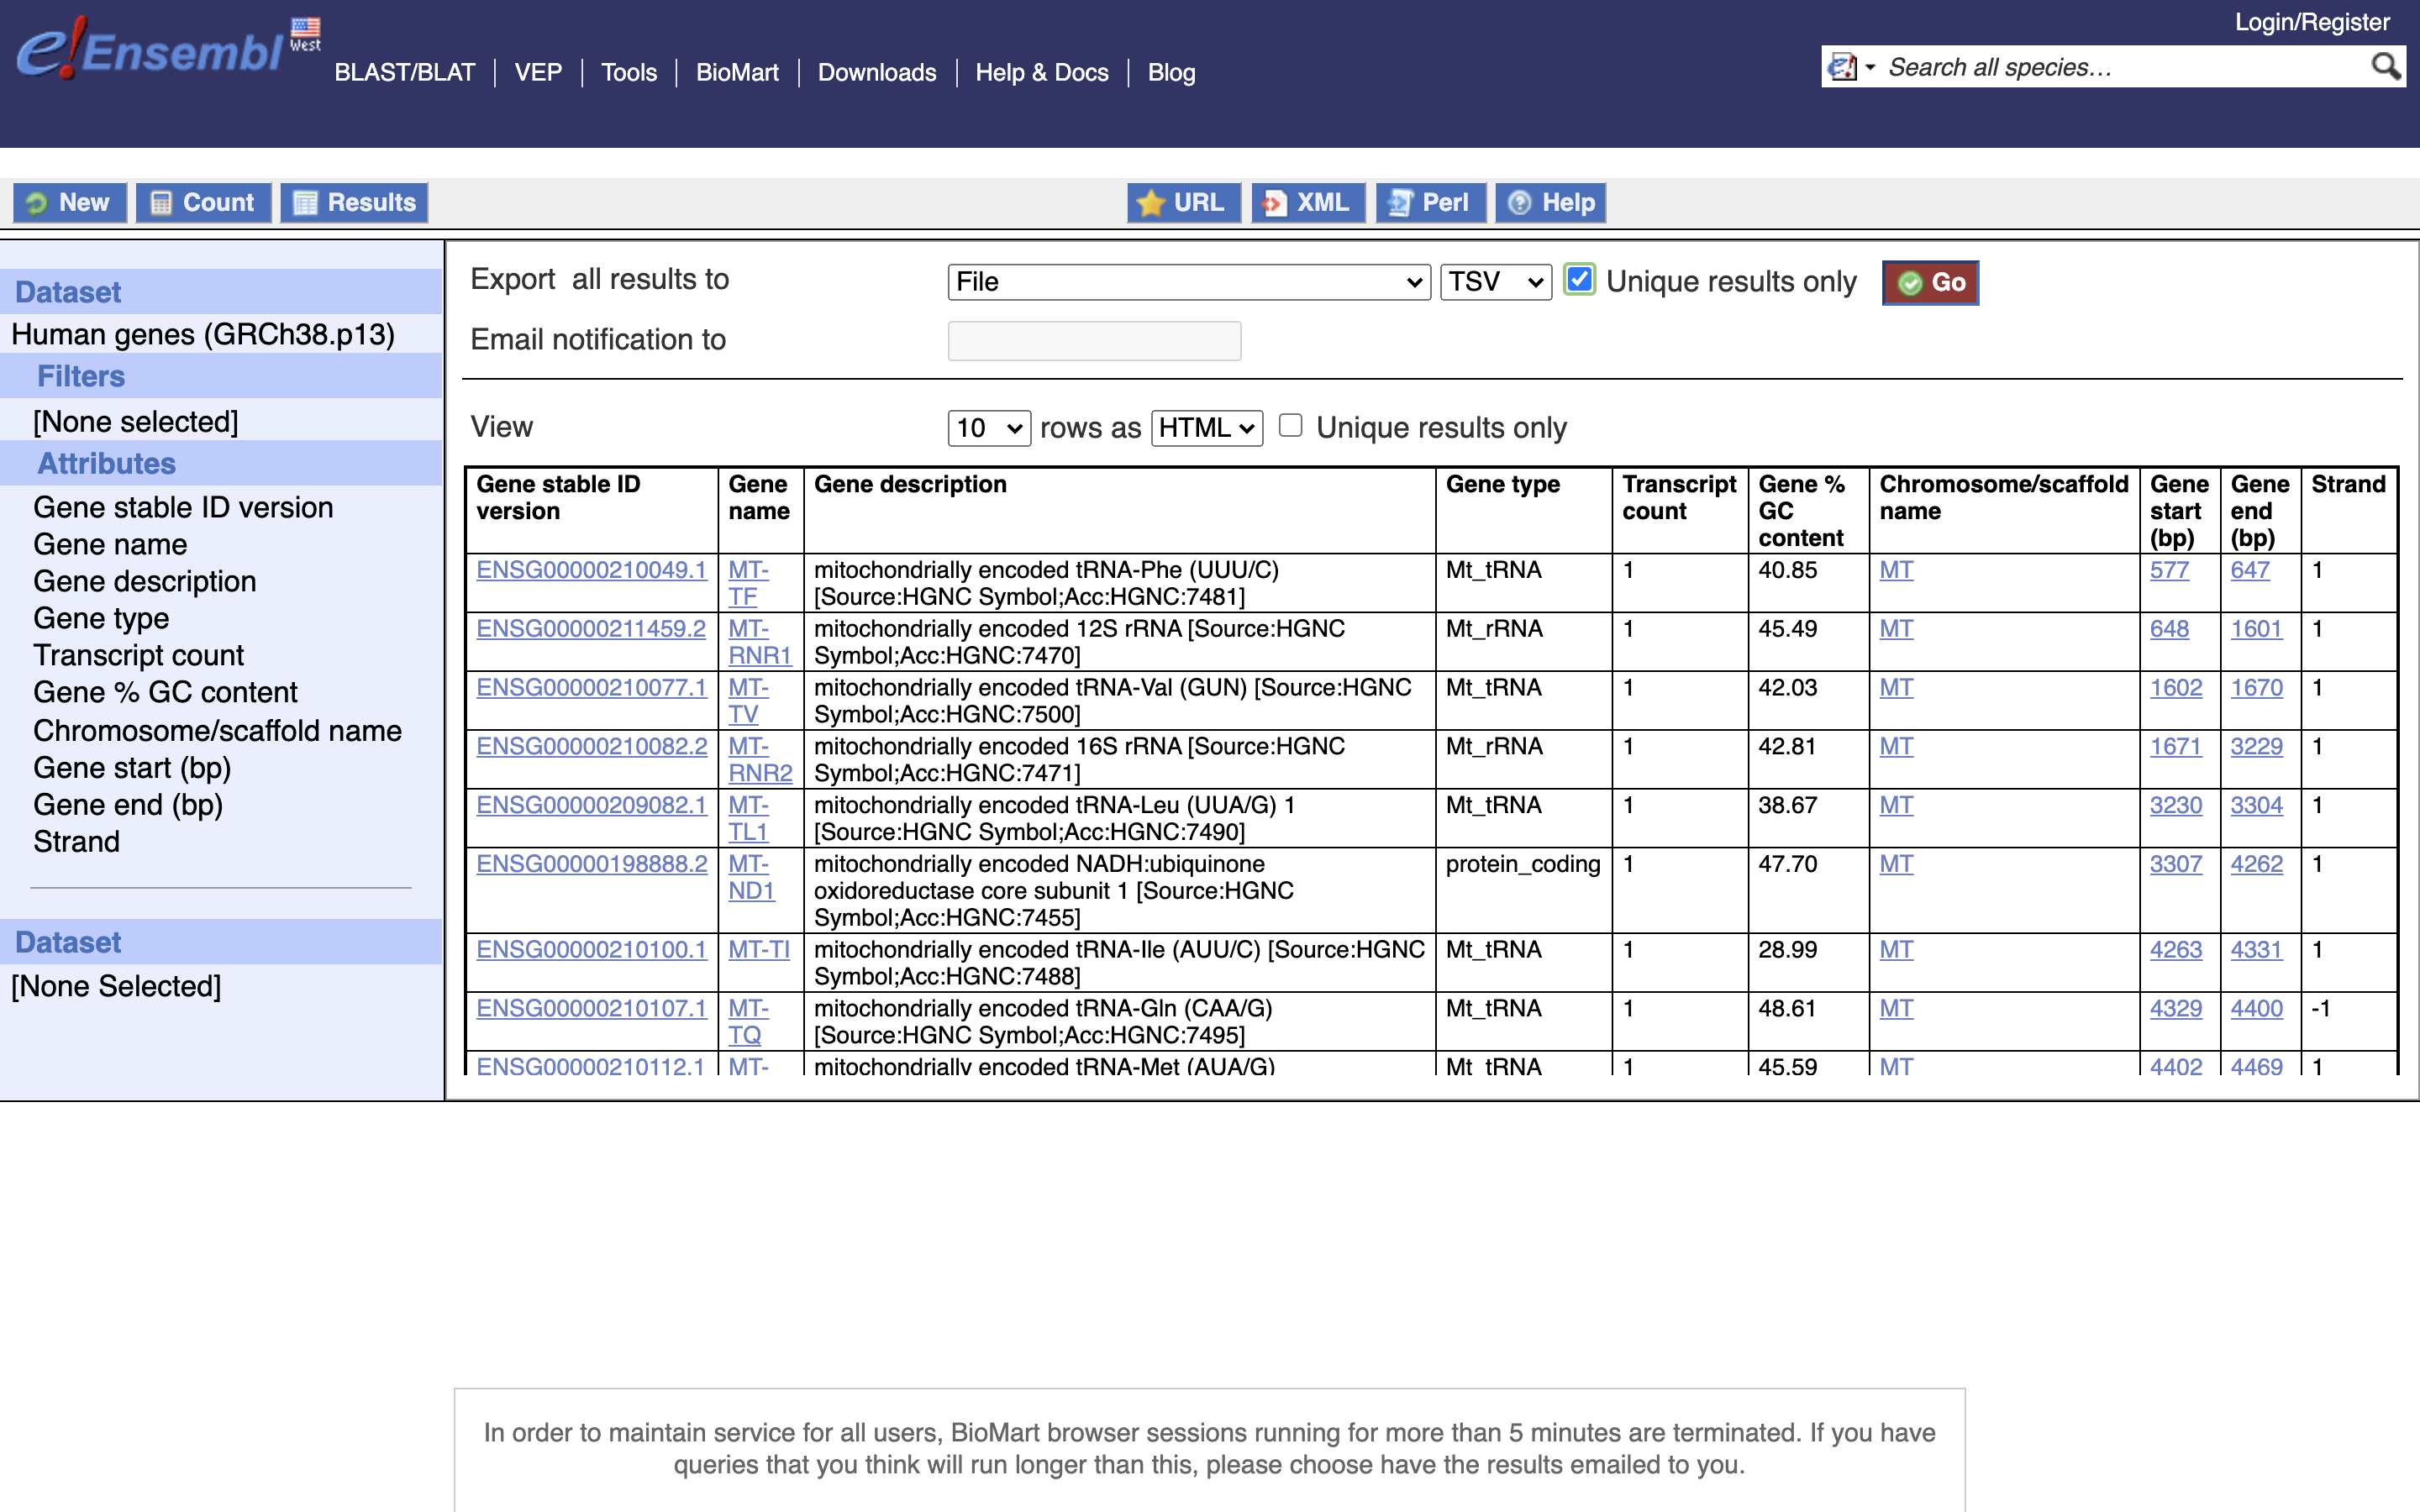 e!Ensembl West
Login/Register
BLAST/BLAT | VEP | Tools | BioMart | Downloads | Help & Docs | Blog
Search all species...
New Count Results URL XML Perl Help
Dataset
Human genes (GRCh38.p13)
Filters
[None selected]
Attributes
Gene stable ID version
Gene name
Gene description
Gene type
Transcript count
Gene % GC content
Chromosome/scaffold name
Gene start (bp)
Gene end (bp)
Strand
Dataset
[None Selected]
Export all results to File TSV Unique results only Go
Email notification to
View 10 rows as HTML Unique results only
Gene stable ID version Gene name Gene description Gene type Transcript count Gene % GC content Chromosome/scaffold name Gene start (bp) Gene end (bp) Strand
ENSG00000210049.1 MT-TF mitochondrially encoded tRNA-Phe (UUU/C) [Source:HGNC Symbol;Acc:HGNC:7481] Mt_tRNA 1 40.85 MT 577 647 1
ENSG00000211459.2 MT-RNR1 mitochondrially encoded 12S rRNA [Source:HGNC Symbol;Acc:HGNC:7470] Mt_rRNA 1 45.49 MT 648 1601 1
ENSG00000210077.1 MT-TV mitochondrially encoded tRNA-Val (GUN) [Source:HGNC Symbol;Acc:HGNC:7500] Mt_tRNA 1 42.03 MT 1602 1670 1
ENSG00000210082.2 MT-RNR2 mitochondrially encoded 16S rRNA [Source:HGNC Symbol;Acc:HGNC:7471] Mt_rRNA 1 42.81 MT 1671 3229 1
ENSG00000209082.1 MT-TL1 mitochondrially encoded tRNA-Leu (UUA/G) 1 [Source:HGNC Symbol;Acc:HGNC:7490] Mt_tRNA 1 38.67 MT 3230 3304 1
ENSG00000198888.2 MT-ND1 mitochondrially encoded NADH:ubiquinone oxidoreductase core subunit 1 [Source:HGNC Symbol;Acc:HGNC:7455] protein_coding 1 47.70 MT 3307 4262 1
ENSG00000210100.1 MT-TI mitochondrially encoded tRNA-Ile (AUU/C) [Source:HGNC Symbol;Acc:HGNC:7488] Mt_tRNA 1 28.99 MT 4263 4331 1
ENSG00000210107.1 MT-TQ mitochondrially encoded tRNA-Gln (CAA/G) [Source:HGNC Symbol;Acc:HGNC:7495] Mt_tRNA 1 48.61 MT 4329 4400 -1
ENSG00000210112.1 MT- mitochondrially encoded tRNA-Met (AUA/G) Mt_tRNA 1 45.59 MT 4402 4469 1
In order to maintain service for all users, BioMart browser sessions running for more than 5 minutes are terminated. If you have
queries that you think will run longer than this, please choose have the results emailed to you.